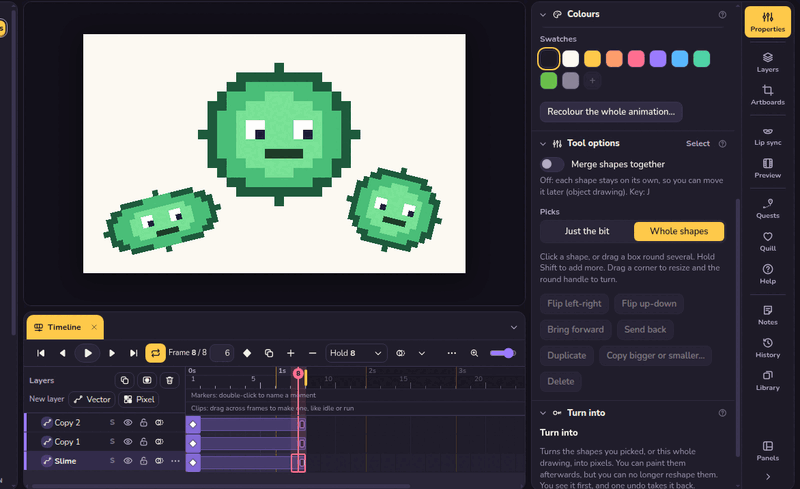 Colours
Swatches
Recolour the whole animation...
Tool options
Select
Merge shapes together
Off: each shape stays on its own, so you can move
it later (object drawing). Key: J
Picks
Just the bit
Whole shapes
Click a shape, or drag a box round several. Hold
Shift to add more. Drag a corner to resize and the
round handle to turn.
Flip left-right
Flip up-down
Bring forward
Send back
Duplicate
Copy bigger or smaller...
Delete
Turn into
Turn into
Turns the shapes you picked, or this whole
drawing, into pixels. You can paint them
afterwards, but you can no longer reshape them.
You see it first, and one undo takes it back.
Properties
Layers
Artboards
Lip sync
Preview
Quests
Quill
Help
Notes
History
Library
Panels
Timeline
Frame 8 / 8
6
Hold 8
Layers
0s
1s
2s
3s
1
5
8
10
15
20
New layer
Vector
Pixel
Markers: double-click to name a moment
Clips: drag across frames to make one, like idle or run
Copy 2
S
Copy 1
S
Slime
S